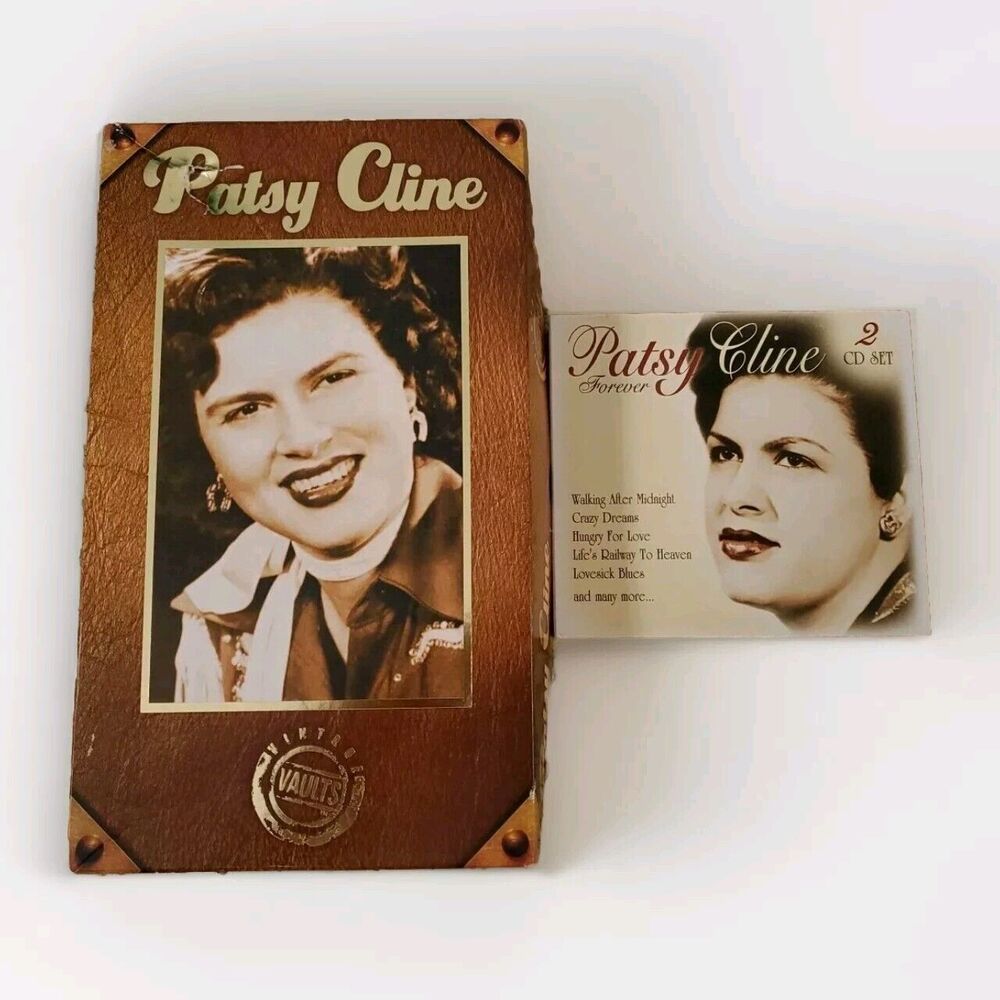 Patsy Cline
VINTAGE
VAULTS
Patsy Cline
Forever
2
CD SET
Walking After Midnight
Crazy Dreams
Hungry For Love
Life's Railway To Heaven
Lovesick Blues
and many more...